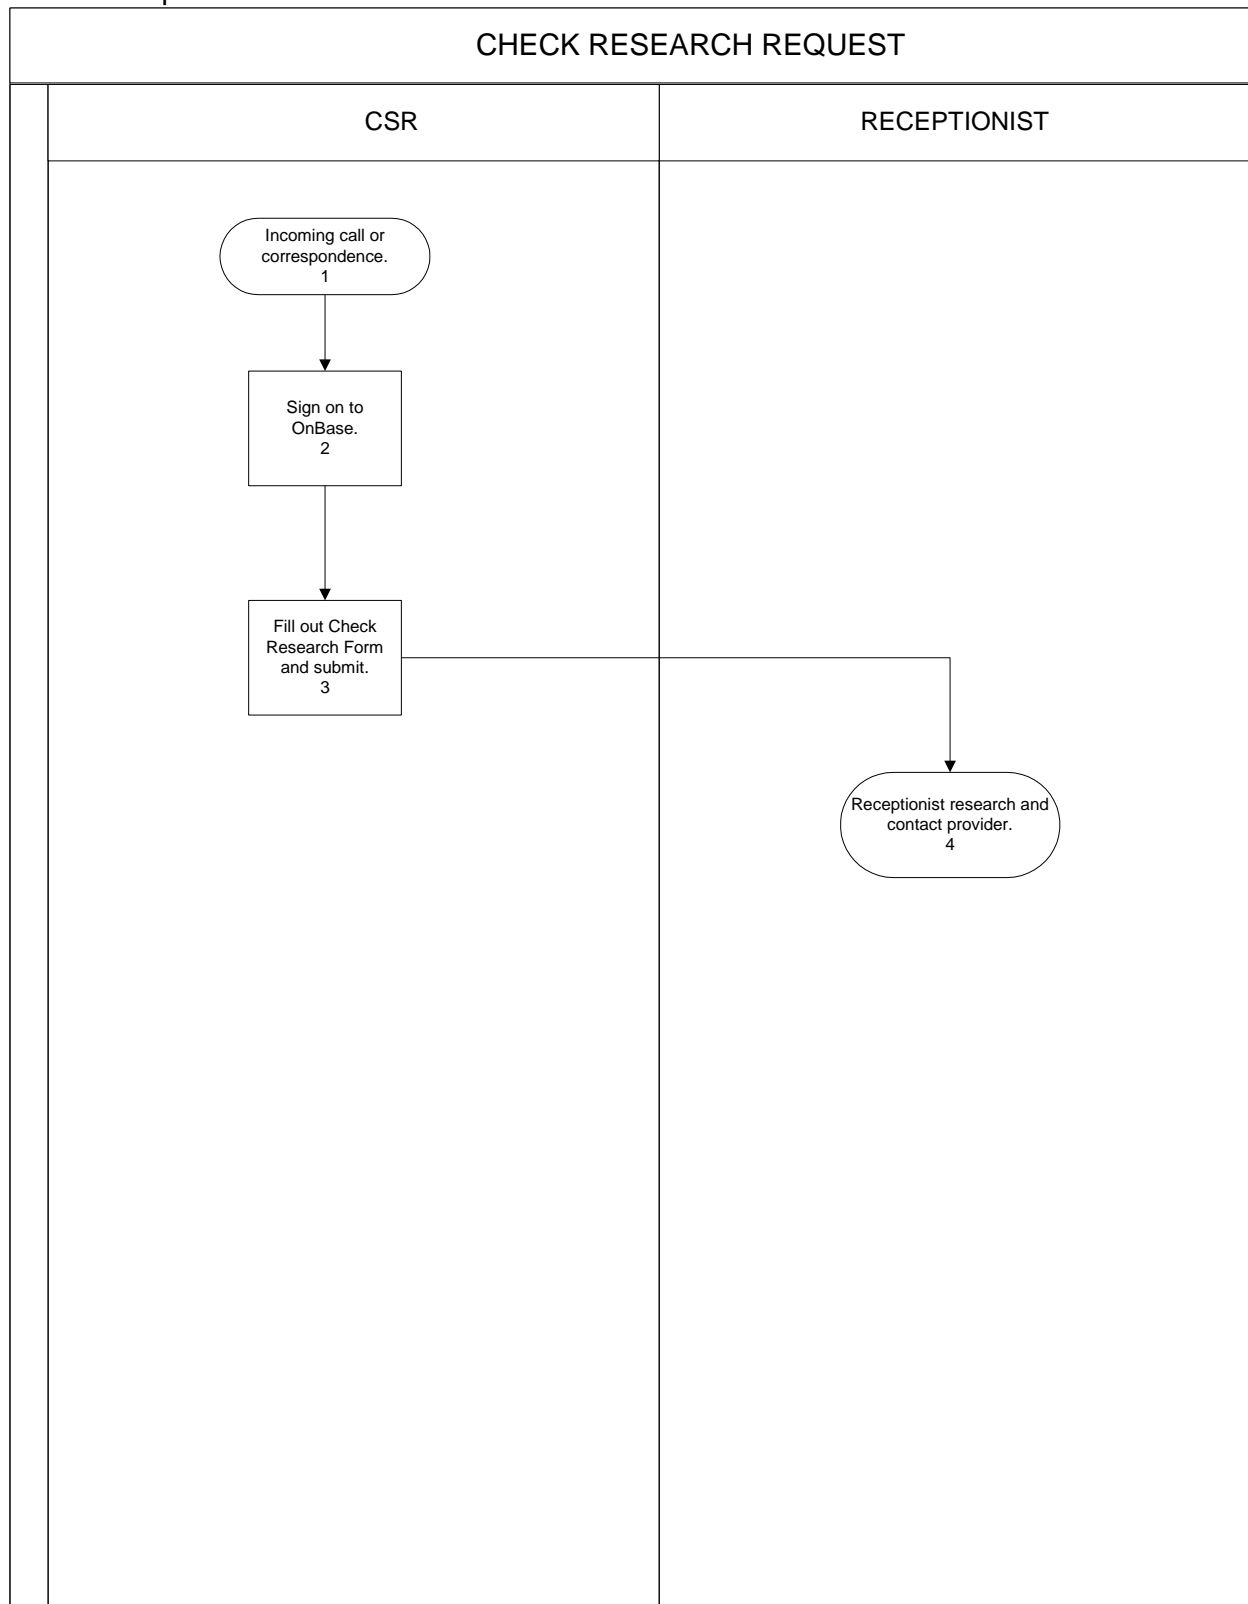 CHECK RESEARCH REQUEST
CSR
RECEPTIONIST
Incoming call or
correspondence.
1
Sign on to
OnBase.
2
Fill out Check
Research Form
and submit.
3
Receptionist research and
contact provider.
4